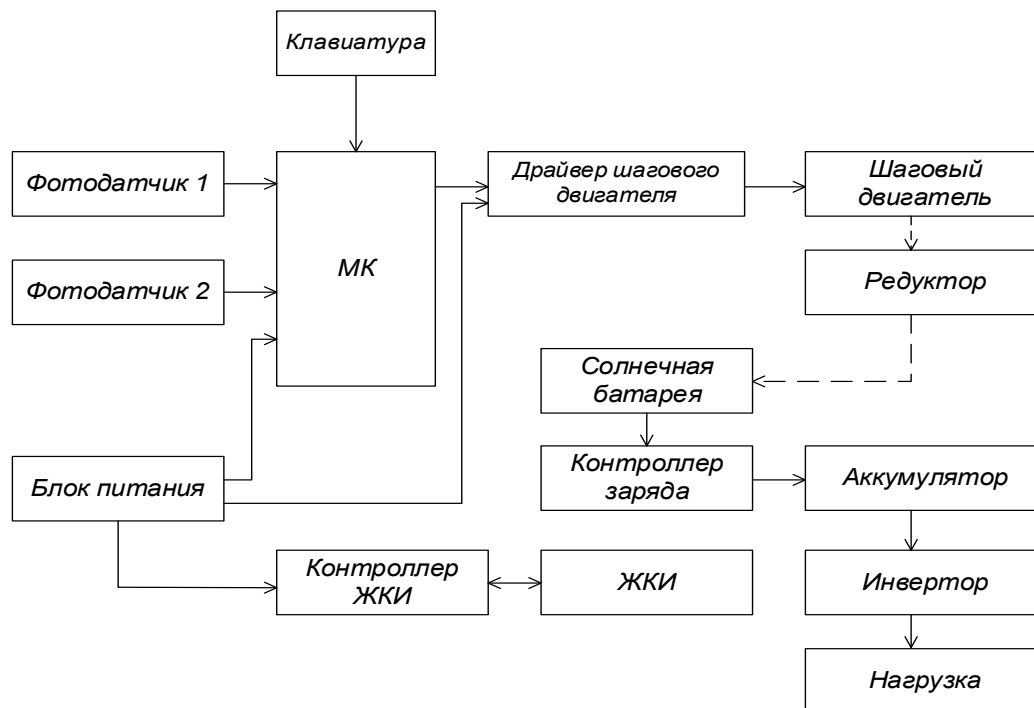 Клавиатура
Фотодатчик 1
Драйвер шагового
двигателя
Шаговый
двигатель
МК
Фотодатчик 2
Редуктор
Солнечная
батарея
Блок питания
Контроллер
заряда
Аккумулятор
Контроллер
ЖКИ
ЖКИ
Инвертор
Нагрузка